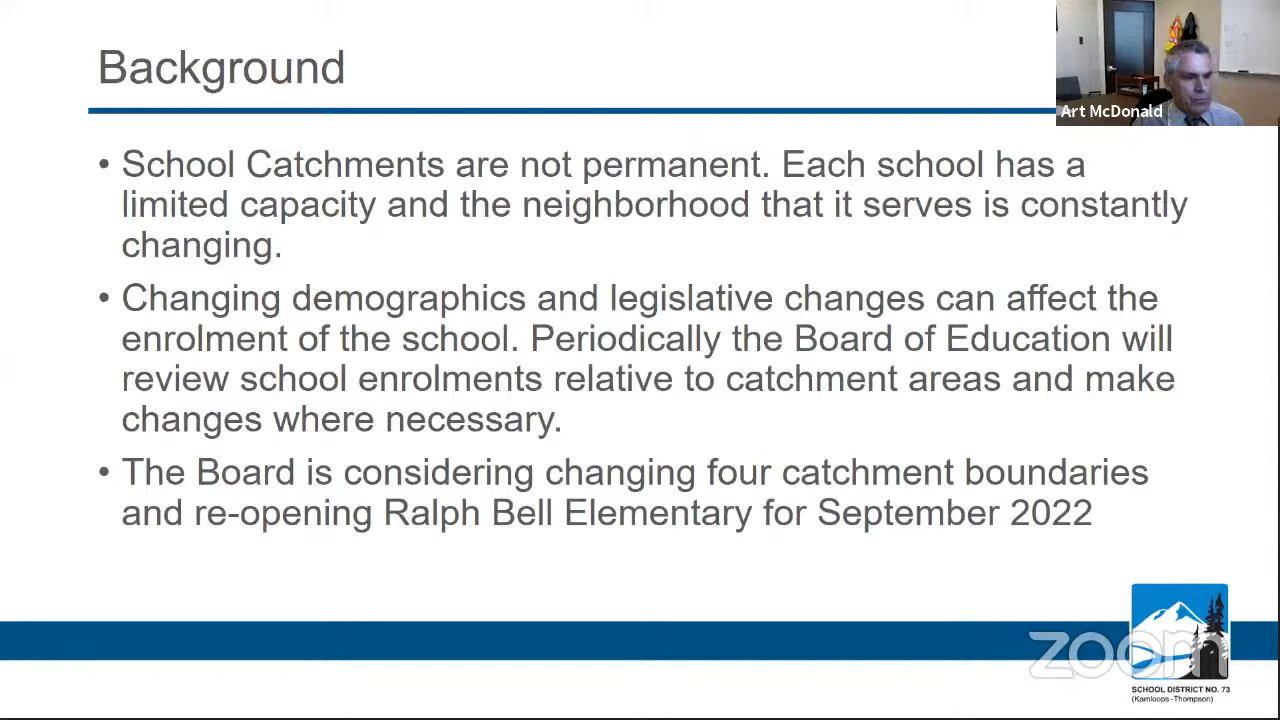 Background
Art McDonald
• School Catchments are not permanent. Each school has a
limited capacity and the neighborhood that it serves is constantly
changing.
• Changing demographics and legislative changes can affect the
enrolment of the school. Periodically the Board of Education will
review school enrolments relative to catchment areas and make
changes where necessary.
• The Board is considering changing four catchment boundaries
and re-opening Ralph Bell Elementary for September 2022
zoom
SCHOOL DISTRICT NO. 73
(Kamloops-Thompson)